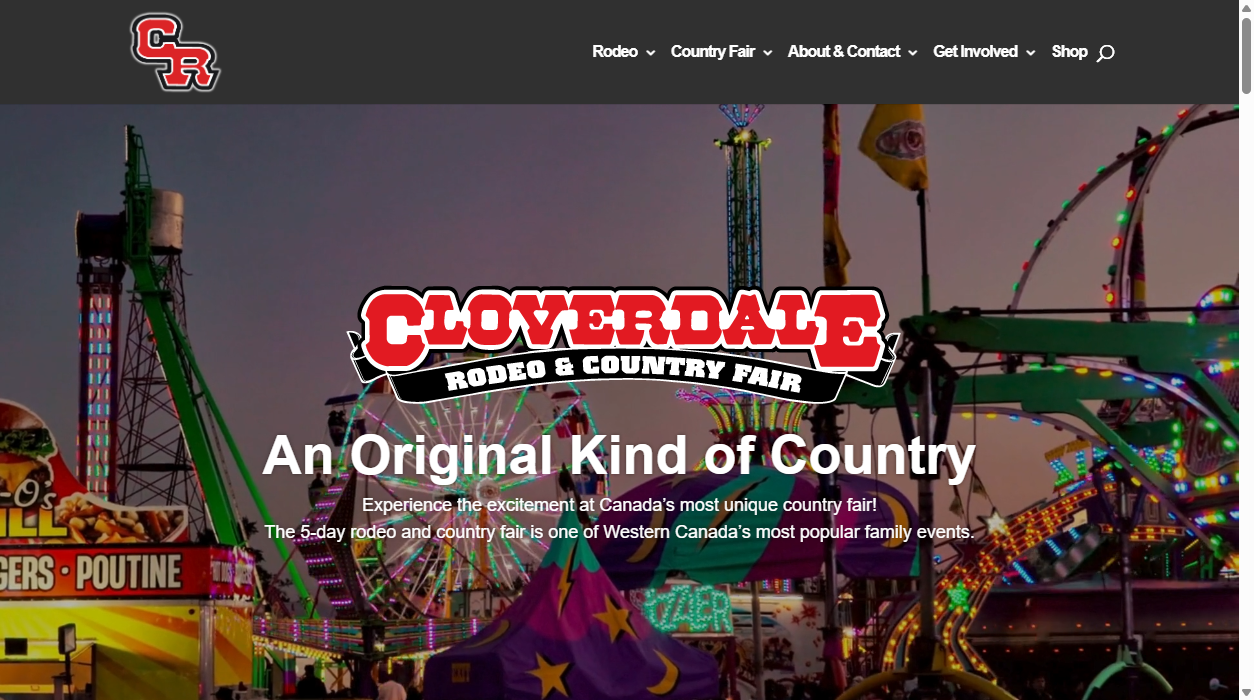 CR
Rodeo
Country Fair
About & Contact
Get Involved
Shop
CLOVERDALE
RODEO & COUNTRY FAIR
An Original Kind of Country
Experience the excitement at Canada’s most unique country fair!
The 5-day rodeo and country fair is one of Western Canada’s most popular family events.
GERS · POUTINE